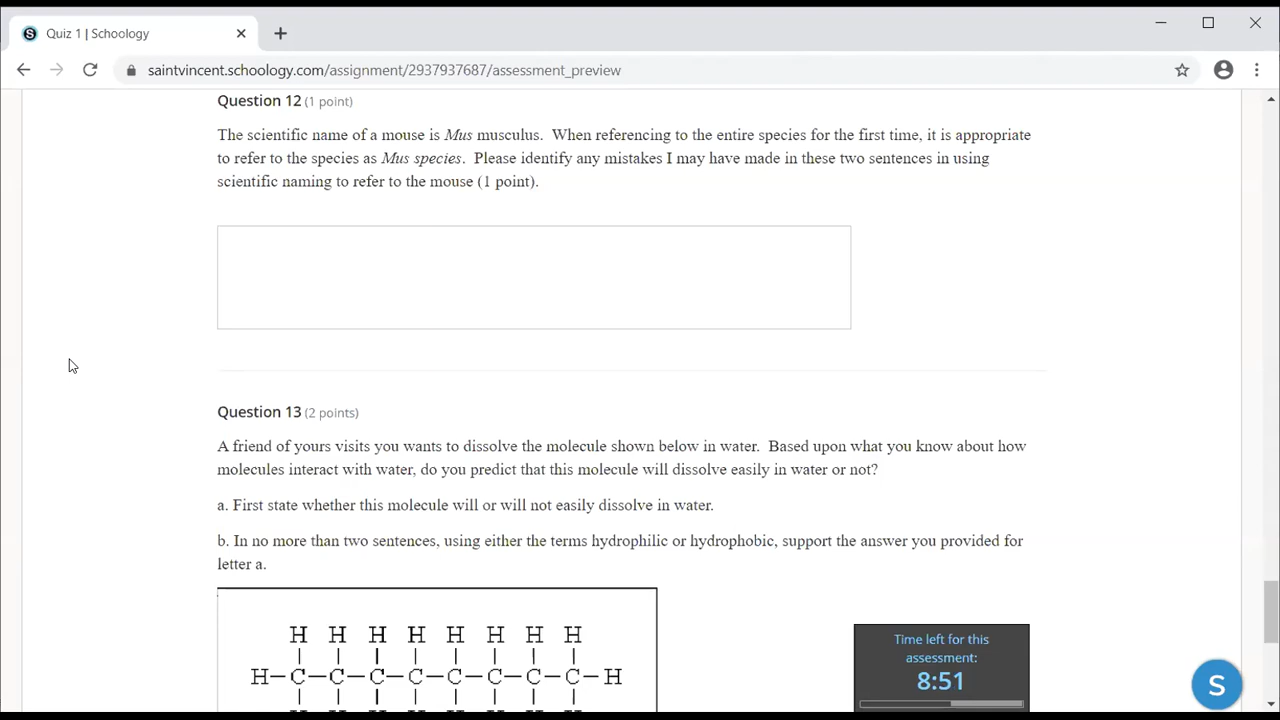 Quiz 1 | Schoology
saintvincent.schoology.com/assignment/2937937687/assessment_preview
Question 12 (1 point)
The scientific name of a mouse is Mus musculus. When referencing to the entire species for the first time, it is appropriate
to refer to the species as Mus species. Please identify any mistakes I may have made in these two sentences in using
scientific naming to refer to the mouse (1 point).
Question 13 (2 points)
A friend of yours visits you wants to dissolve the molecule shown below in water. Based upon what you know about how
molecules interact with water, do you predict that this molecule will dissolve easily in water or not?
a. First state whether this molecule will or will not easily dissolve in water.
b. In no more than two sentences, using either the terms hydrophilic or hydrophobic, support the answer you provided for
letter a.
H H H H H H H H
H-C-C-C-C-C-C-C-C-H
H H H H H H H H
Time left for this
assessment:
8:51
S